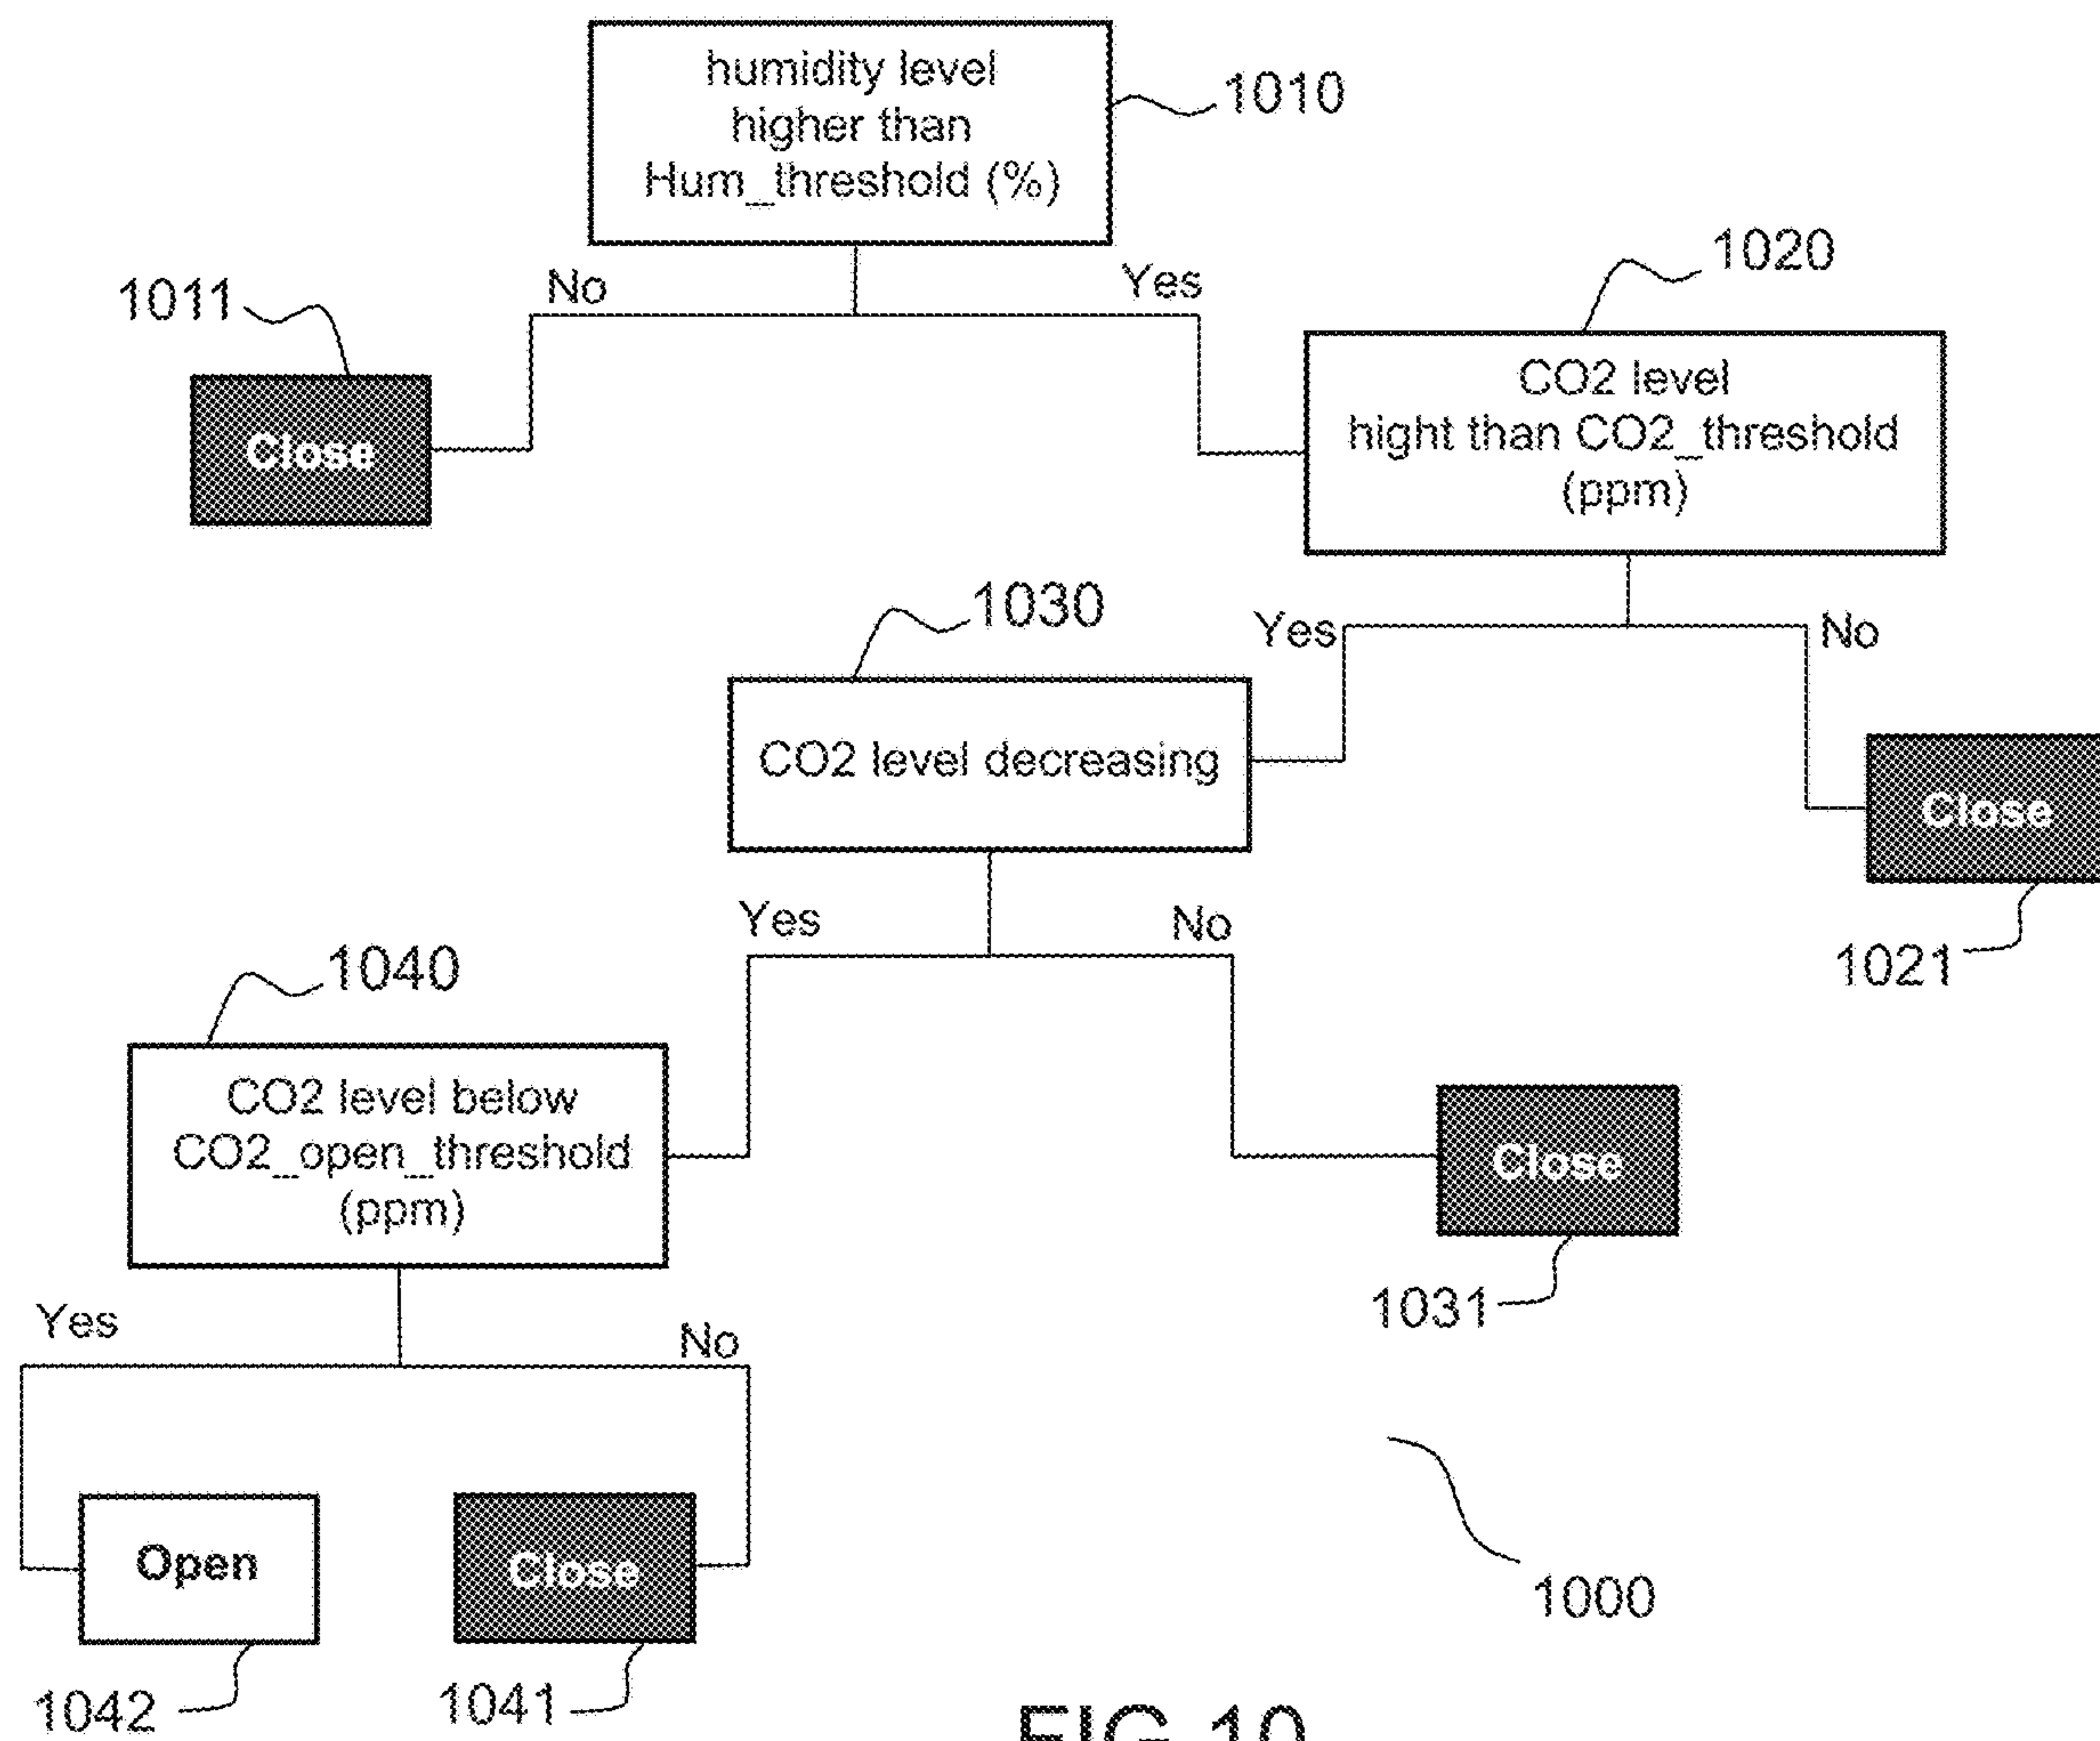 humidity level
higher than
Hum_threshold (%)
1010
1020
No
Yes
1011
Close
CO2 level
hight than CO2_threshold
(ppm)
1030
Yes
No
CO2 level decreasing
Close
1021
Yes
No
1040
CO2 level below
CO2_open_threshold
(ppm)
Close
1031
Yes
No
Open
Close
1000
1042
1041
FIG.10